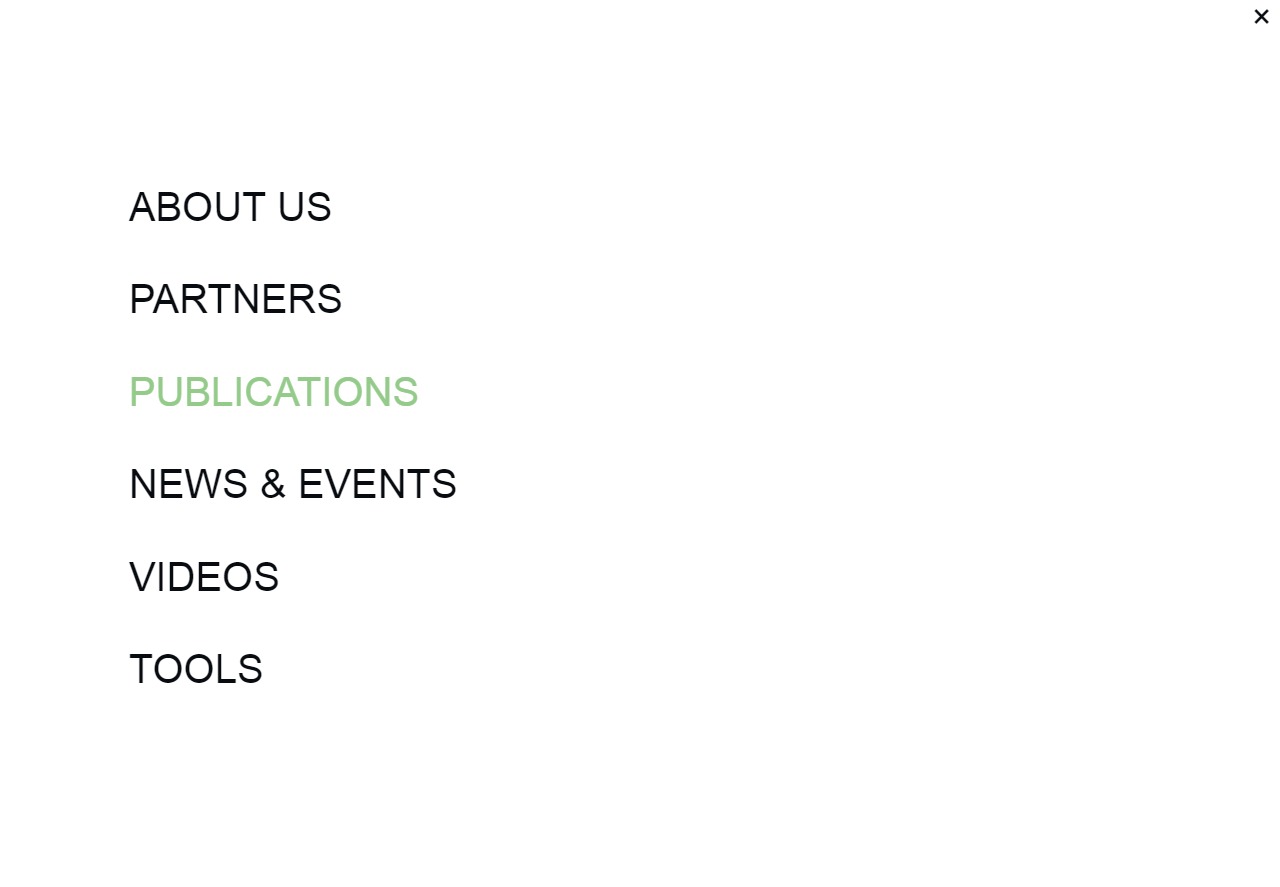 ABOUT US
PARTNERS
PUBLICATIONS
NEWS & EVENTS
VIDEOS
TOOLS